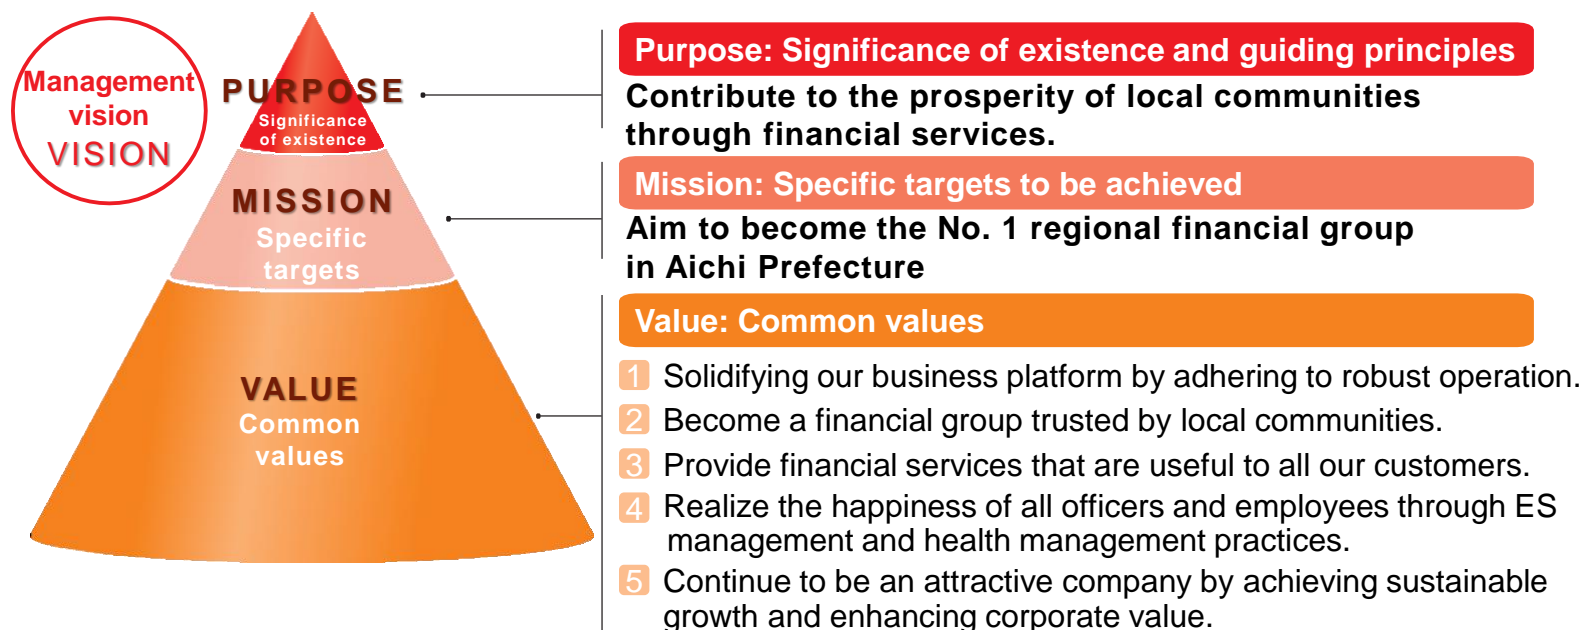 Management
vision
VISION
PURPOSE
Significance
of existence
MISSION
Specific
targets
VALUE
Common
values
Purpose: Significance of existence and guiding principles
Contribute to the prosperity of local communities
through financial services.
Mission: Specific targets to be achieved
Aim to become the No. 1 regional financial group
in Aichi Prefecture
Value: Common values
1 Solidifying our business platform by adhering to robust operation.
2 Become a financial group trusted by local communities.
3 Provide financial services that are useful to all our customers.
4 Realize the happiness of all officers and employees through ES
management and health management practices.
5 Continue to be an attractive company by achieving sustainable
growth and enhancing corporate value.